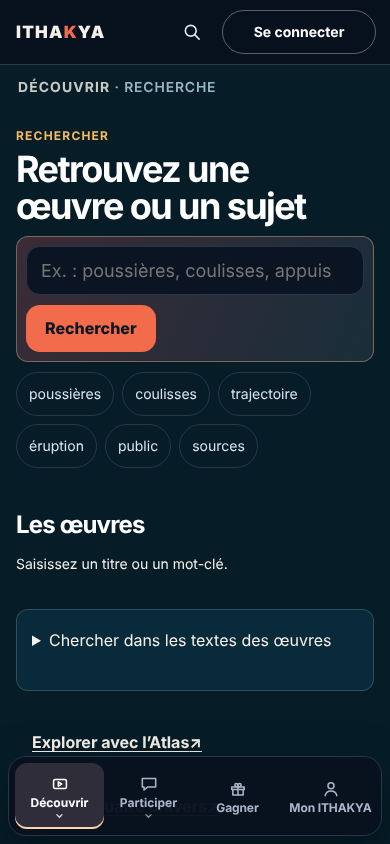 ITHAKYA
Se connecter
DÉCOUVRIR · RECHERCHE
RECHERCHER
Retrouvez une
œuvre ou un sujet
Ex. : poussières, coulisses, appuis
Rechercher
poussières
coulisses
trajectoire
éruption
public
sources
Les œuvres
Saisissez un titre ou un mot-clé.
▶ Chercher dans les textes des œuvres
Explorer avec l'Atlas↗
Découvrir
Participer
Gagner
Mon ITHAKYA